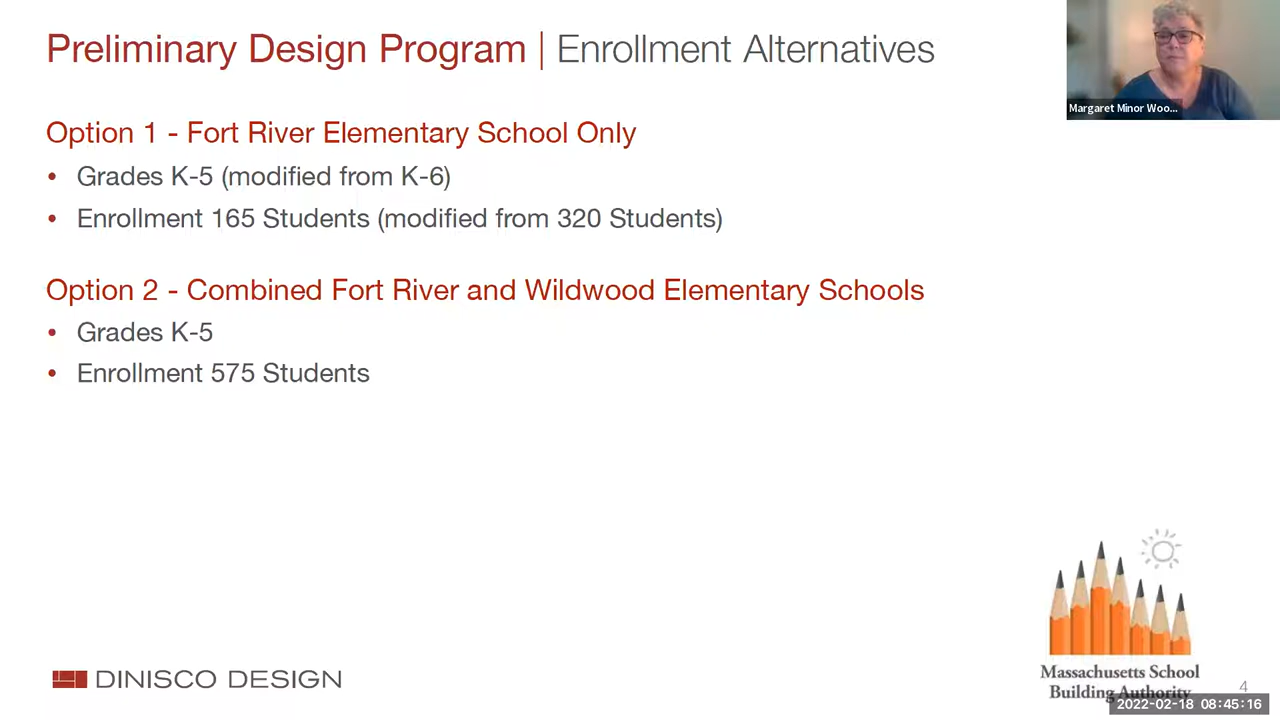 Preliminary Design Program | Enrollment Alternatives
Margaret Minor Woo...
Option 1 - Fort River Elementary School Only
• Grades K-5 (modified from K-6)
• Enrollment 165 Students (modified from 320 Students)
Option 2 - Combined Fort River and Wildwood Elementary Schools
• Grades K-5
• Enrollment 575 Students
DINISCO DESIGN
Massachusetts School
Building Authority
4
2022-02-18 08:45:16